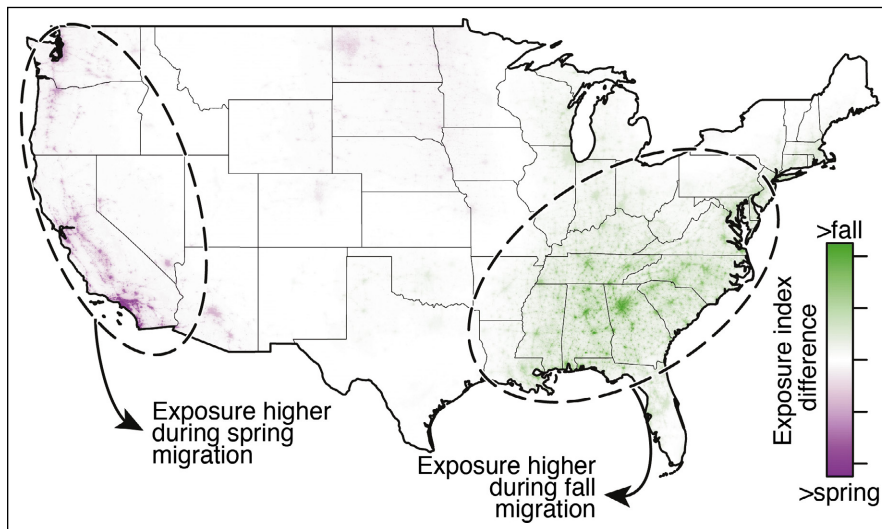 Exposure higher
during spring
migration
Exposure higher
during fall
migration
>fall
Exposure index
difference
>spring